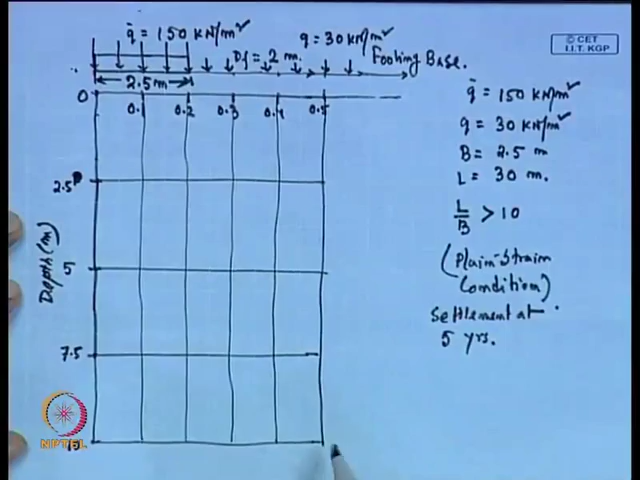 q̄ = 150 KN/m² q = 30 KN/m²
Df = 2 m. Footing Base.
2.5 m
0
0.1 0.2 0.3 0.4 0.5
2.5
5
7.5
Depth (m)
q̄ = 150 KN/m²
q = 30 KN/m²
B = 2.5 m
L = 30 m.
L/B > 10
(Plain-Strain
Condition)
Settlement at
5 yrs.
© CET
I.I.T. KGP
NPTEL